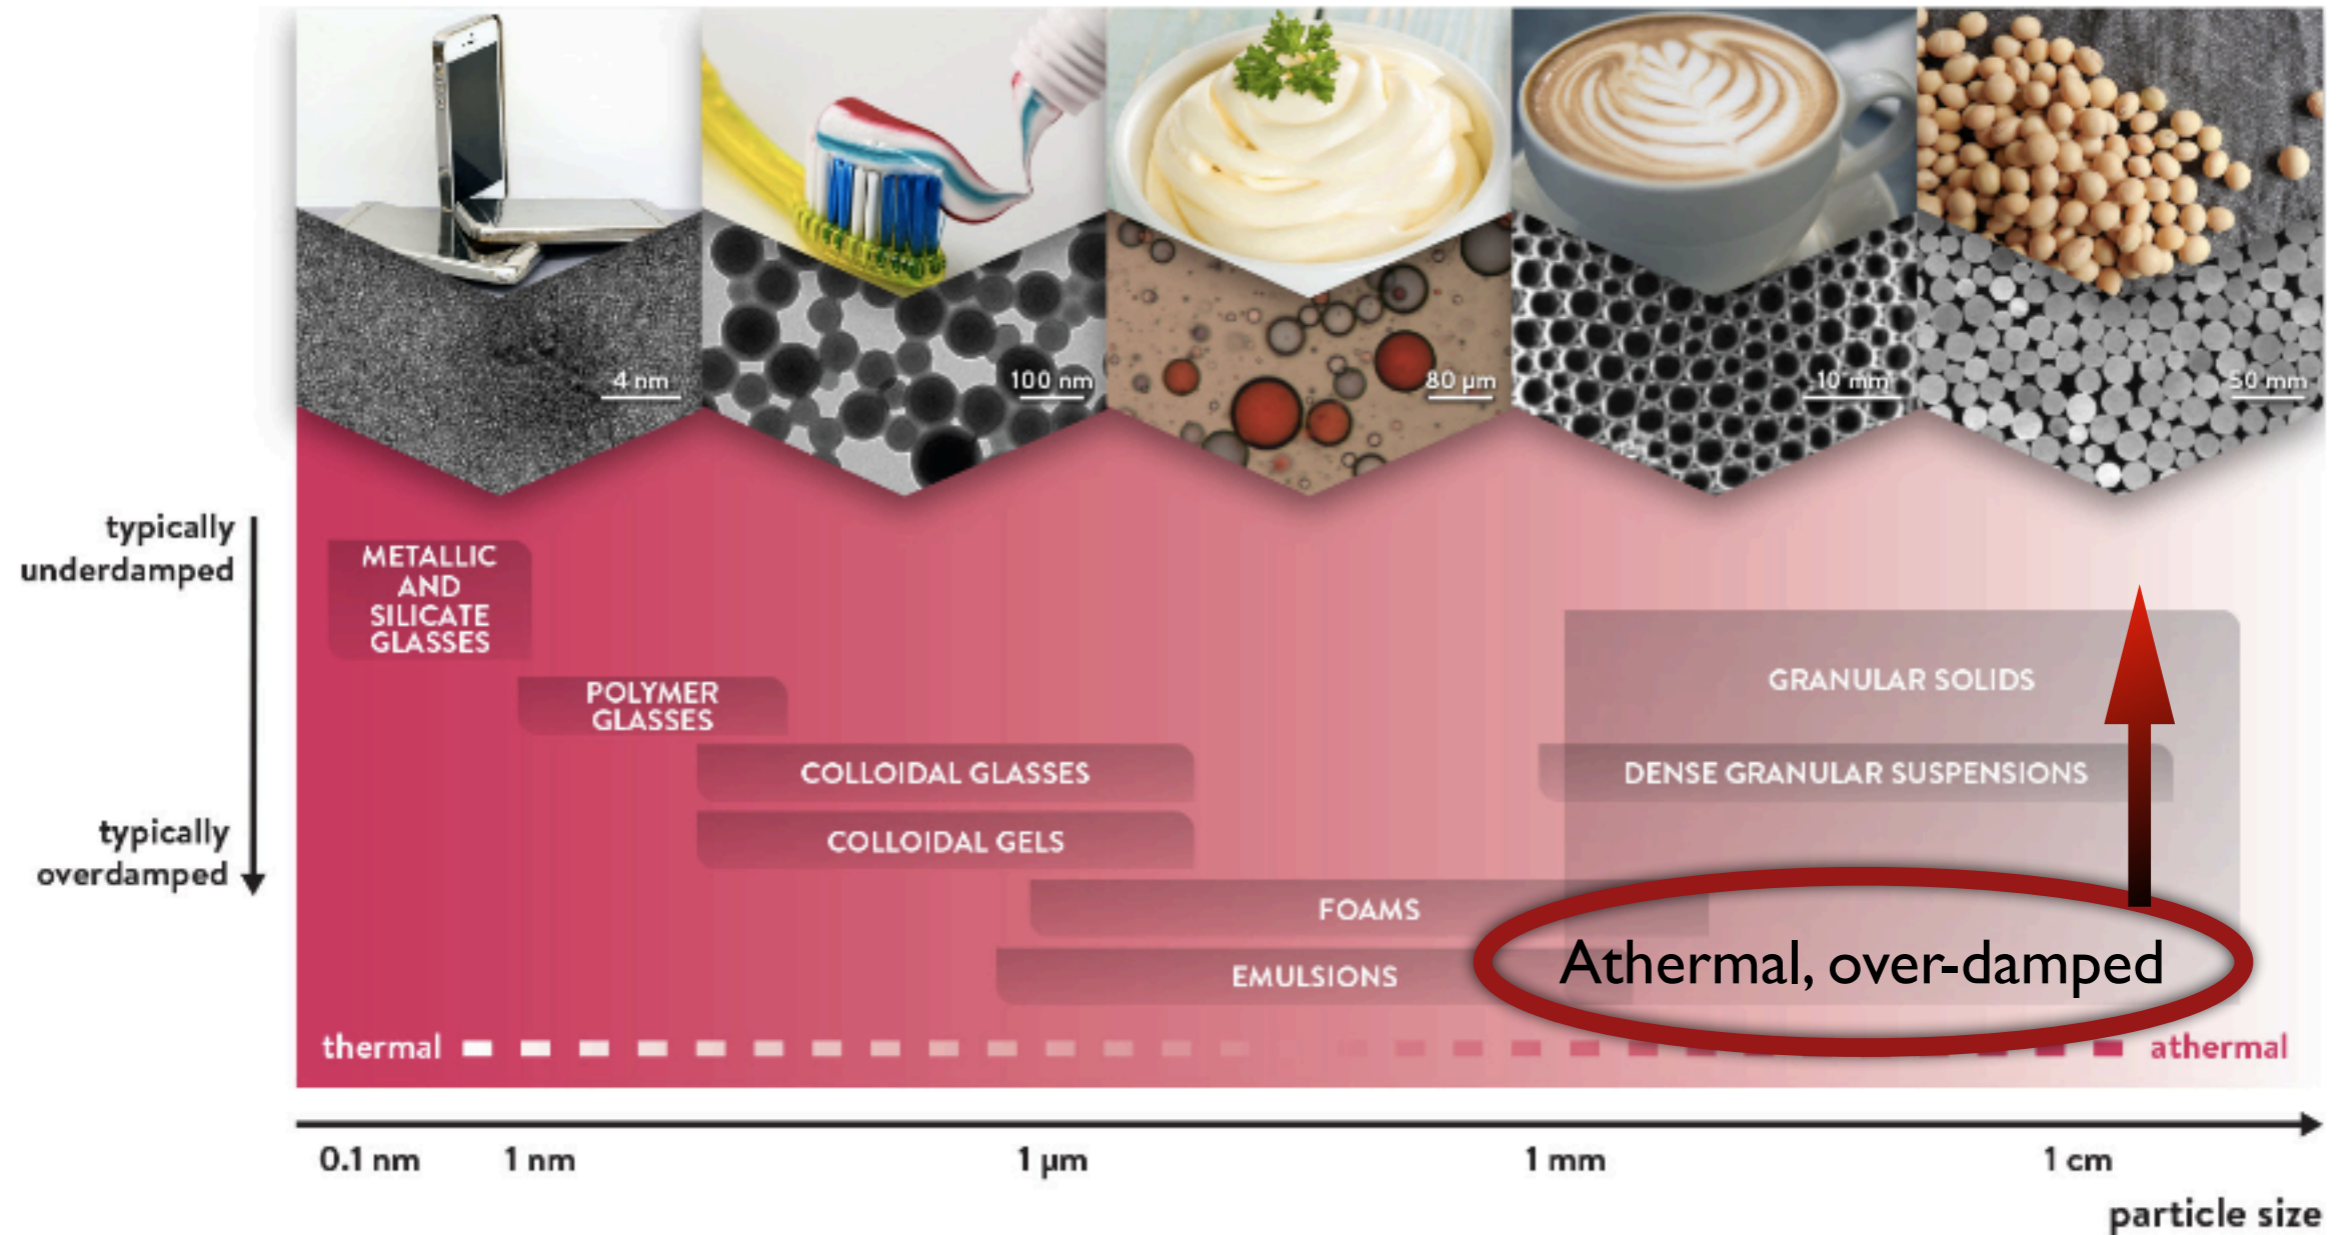 4 nm
100 nm
80 µm
10 mm
50 mm
typically
underdamped
METALLIC
AND
SILICATE
GLASSES
POLYMER
GLASSES
GRANULAR SOLIDS
COLLOIDAL GLASSES
DENSE GRANULAR SUSPENSIONS
typically
overdamped
COLLOIDAL GELS
FOAMS
Athermal, over-damped
EMULSIONS
thermal
athermal
0.1 nm
1 nm
1 µm
1 mm
1 cm
particle size